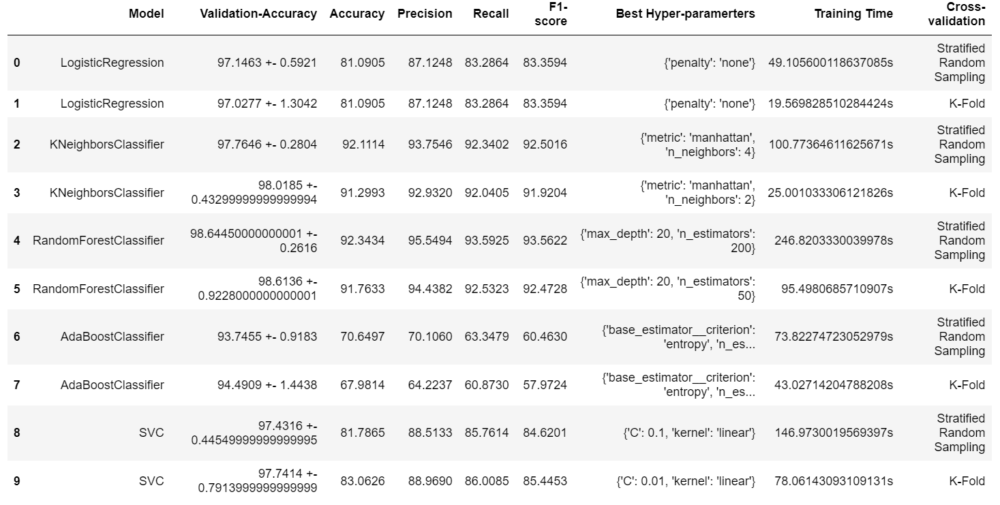 Model Validation-Accuracy Accuracy Precision Recall F1-score Best Hyper-paramerters Training Time Cross-validation
0 LogisticRegression 97.1463 +- 0.5921 81.0905 87.1248 83.2864 83.3594 {'penalty': 'none'} 49.105600118637085s Stratified Random Sampling
1 LogisticRegression 97.0277 +- 1.3042 81.0905 87.1248 83.2864 83.3594 {'penalty': 'none'} 19.569828510284424s K-Fold
2 KNeighborsClassifier 97.7646 +- 0.2804 92.1114 93.7546 92.3402 92.5016 {'metric': 'manhattan', 'n_neighbors': 4} 100.77364611625671s Stratified Random Sampling
3 KNeighborsClassifier 98.0185 +- 0.43299999999999994 91.2993 92.9320 92.0405 91.9204 {'metric': 'manhattan', 'n_neighbors': 2} 25.001033306121826s K-Fold
4 RandomForestClassifier 98.64450000000001 +- 0.2616 92.3434 95.5494 93.5925 93.5622 {'max_depth': 20, 'n_estimators': 200} 246.8203330039978s Stratified Random Sampling
5 RandomForestClassifier 98.6136 +- 0.9228000000000001 91.7633 94.4382 92.5323 92.4728 {'max_depth': 20, 'n_estimators': 50} 95.4980685710907s K-Fold
6 AdaBoostClassifier 93.7455 +- 0.9183 70.6497 70.1060 63.3479 60.4630 {'base_estimator__criterion': 'entropy', 'n_es... 73.82274723052979s Stratified Random Sampling
7 AdaBoostClassifier 94.4909 +- 1.4438 67.9814 64.2237 60.8730 57.9724 {'base_estimator__criterion': 'entropy', 'n_es... 43.02714204788208s K-Fold
8 SVC 97.4316 +- 0.44549999999999995 81.7865 88.5133 85.7614 84.6201 {'C': 0.1, 'kernel': 'linear'} 146.9730019569397s Stratified Random Sampling
9 SVC 97.7414 +- 0.7913999999999999 83.0626 88.9690 86.0085 85.4453 {'C': 0.01, 'kernel': 'linear'} 78.06143093109131s K-Fold